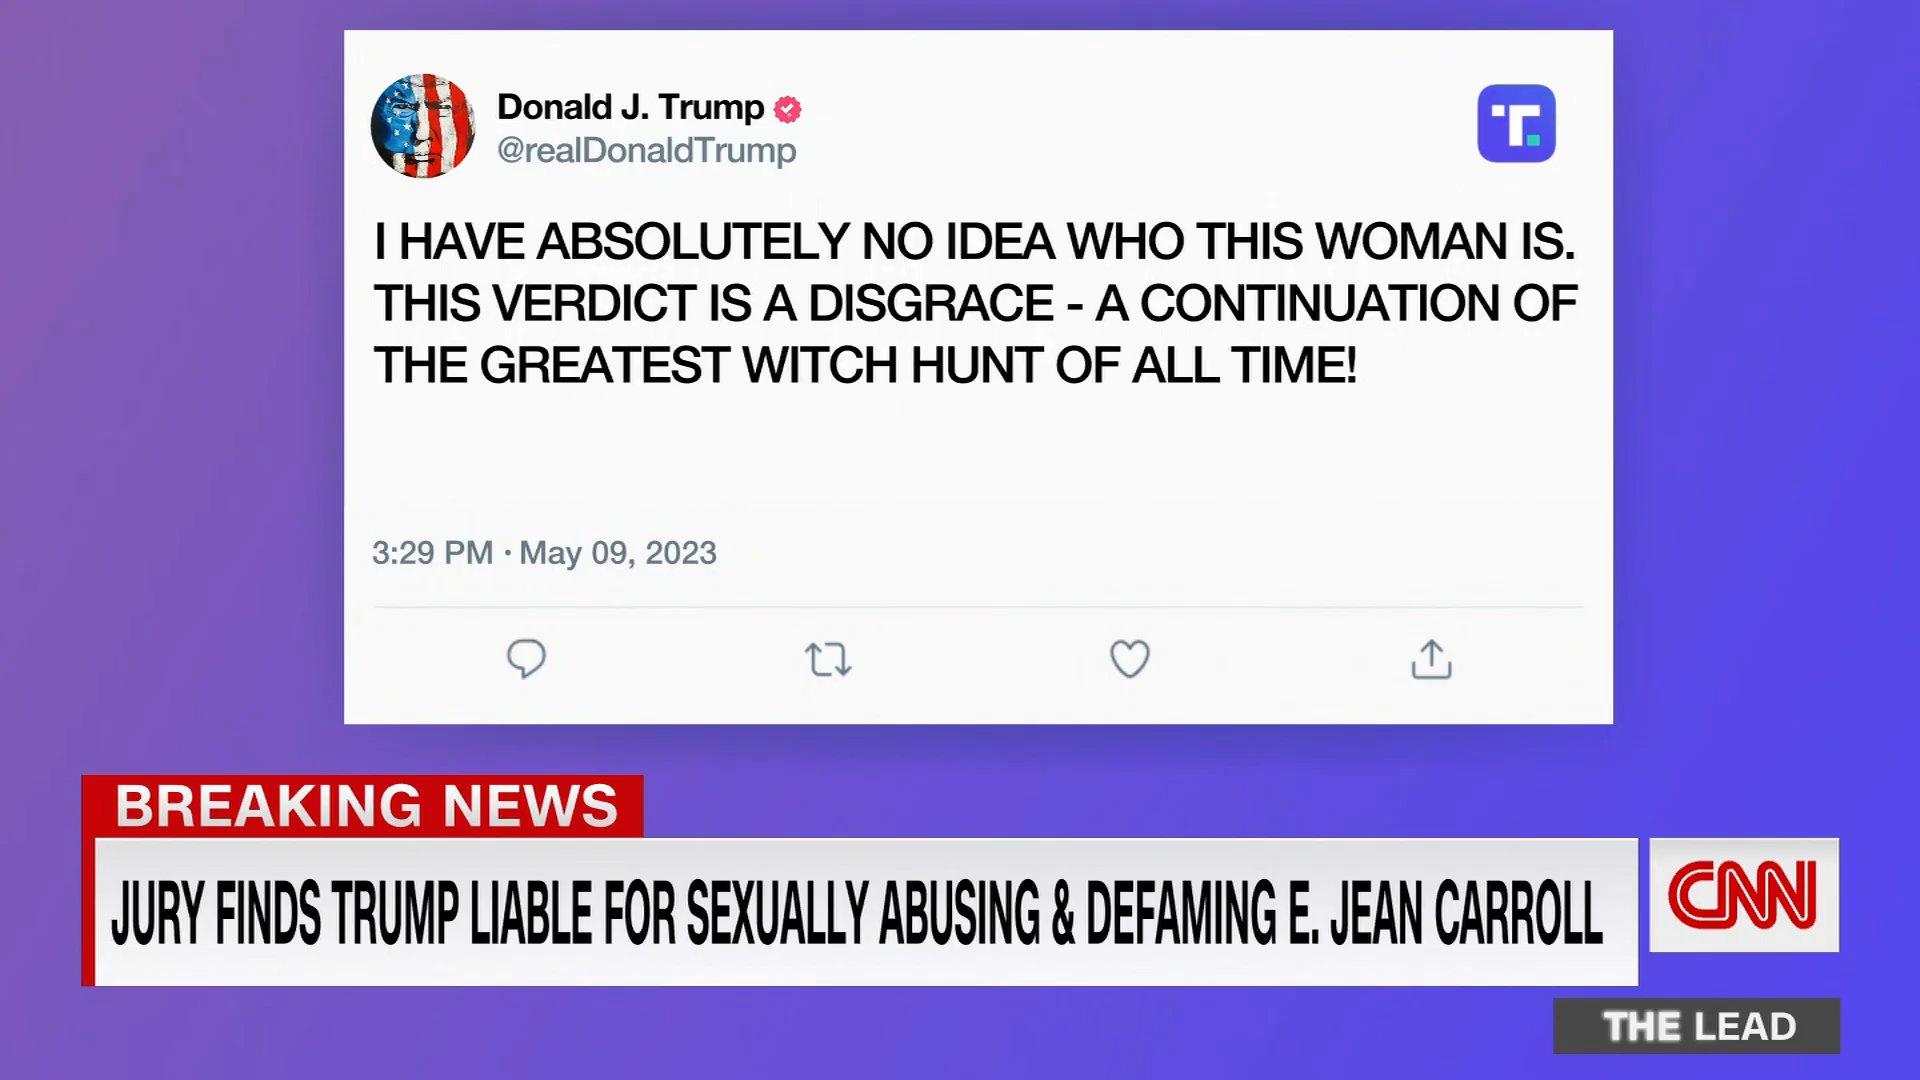 Donald J. Trump
@realDonaldTrump
T.
I HAVE ABSOLUTELY NO IDEA WHO THIS WOMAN IS.
THIS VERDICT IS A DISGRACE - A CONTINUATION OF
THE GREATEST WITCH HUNT OF ALL TIME!
3:29 PM · May 09, 2023
BREAKING NEWS
JURY FINDS TRUMP LIABLE FOR SEXUALLY ABUSING & DEFAMING E. JEAN CARROLL
CNN
THE LEAD